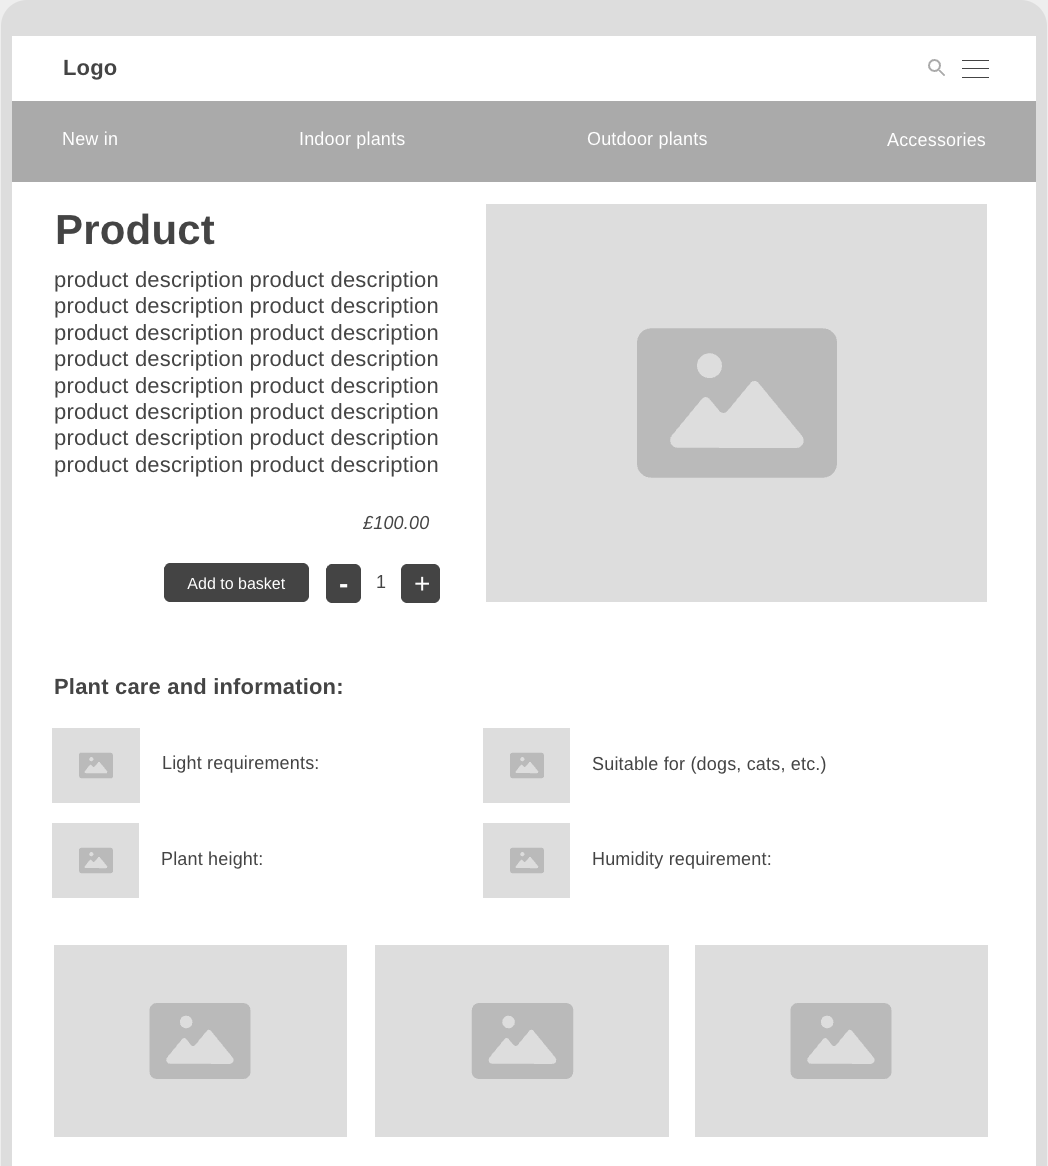 Logo
New in Indoor plants Outdoor plants Accessories
Product
product description product description
product description product description
product description product description
product description product description
product description product description
product description product description
product description product description
product description product description
£100.00
Add to basket - 1 +
Plant care and information:
Light requirements:
Suitable for (dogs, cats, etc.)
Plant height:
Humidity requirement: